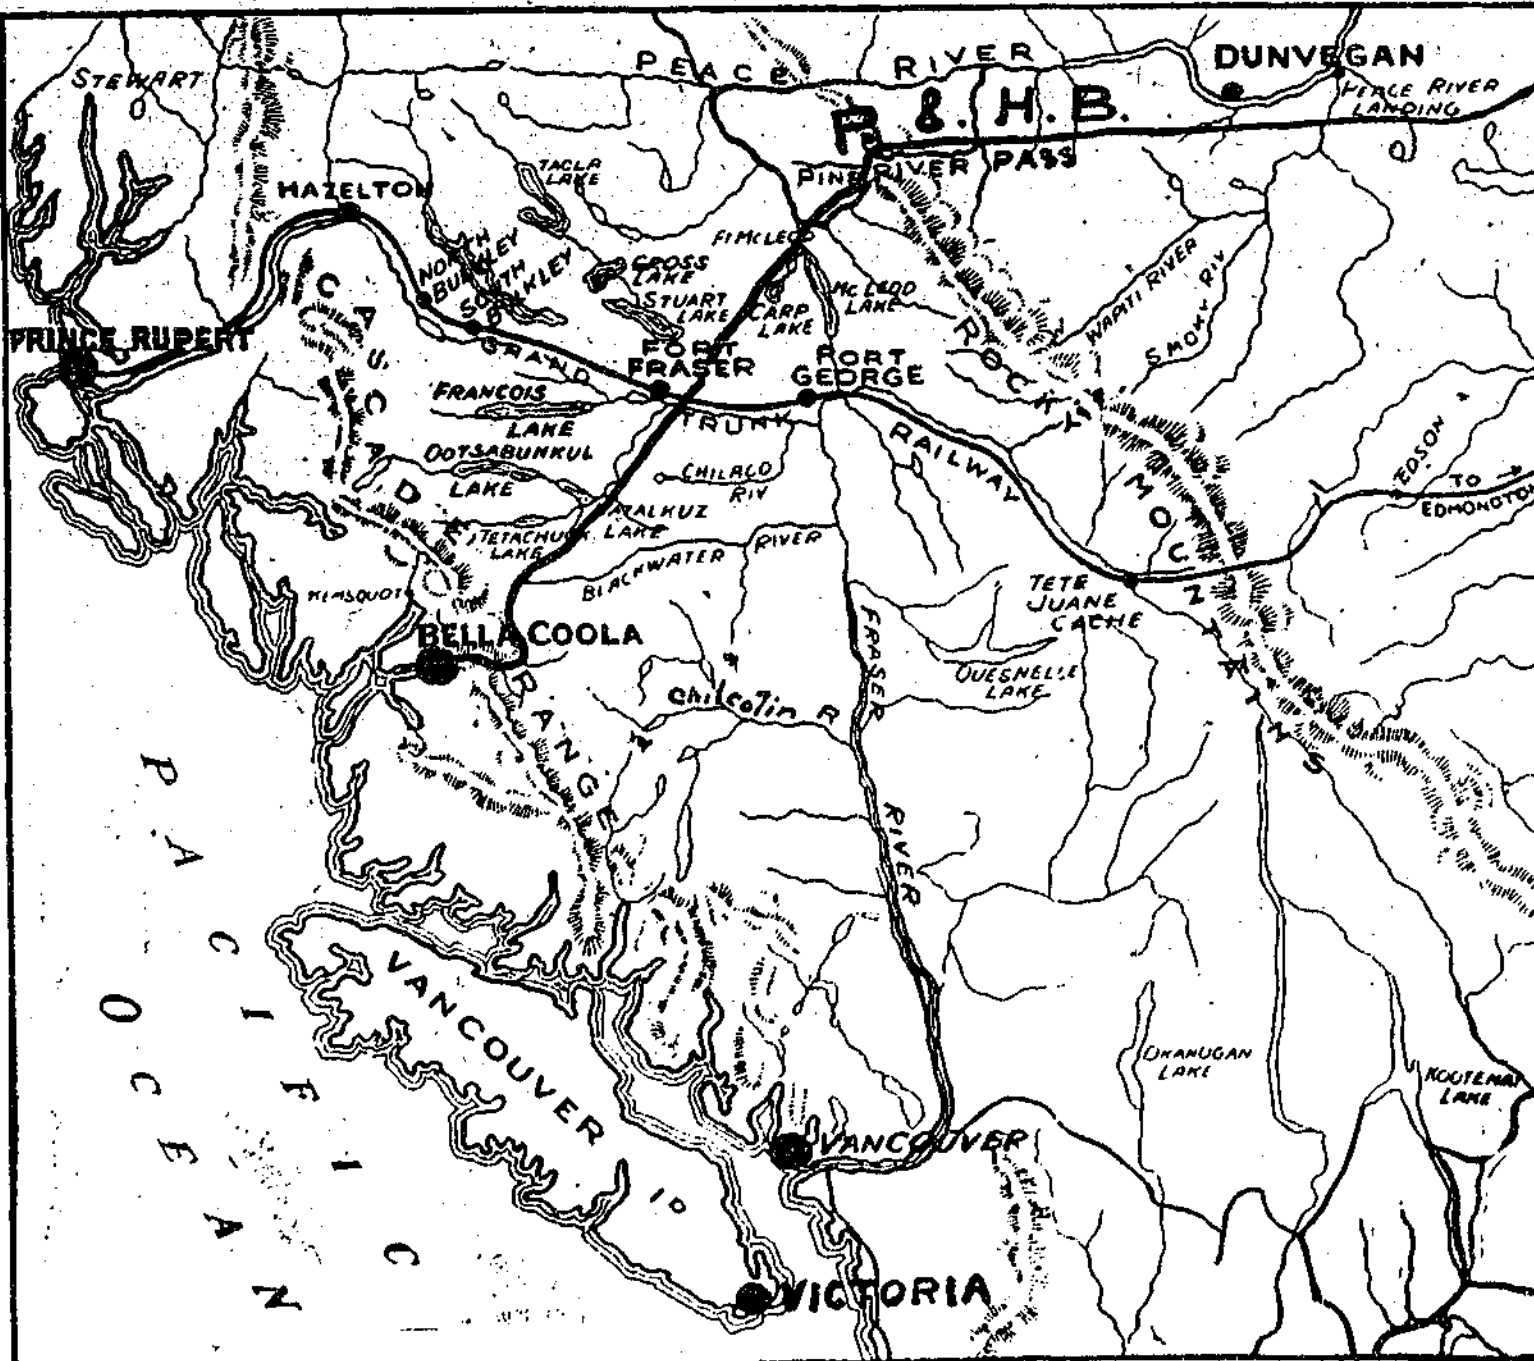 STEWART
PEACE RIVER
DUNVEGAN
PEACE RIVER
LANDING
P. & H. B.
PINE RIVER PASS
TACLA
LAKE
HAZELTON
FT MCLEOD
NORTH
BULKLEY
SOUTH
BULKLEY
CROSS
LAKE
STUART
LAKE
CARP
LAKE
MCLEOD
LAKE
WAPATI RIVER
SMOKY RIV
PRINCE RUPERT
CASCADE RANGE
ROCKY MOUNTAINS
GRAND TRUNK RAILWAY
FORT
FRASER
FORT
GEORGE
FRANCOIS
LAKE
OOTSABUNKUL
LAKE
CHILACO
RIV
EDSON
TO
EDMONTON
NATALKUZ
LAKE
TETACHUCK
LAKE
BLACKWATER RIVER
KEMSQUOT
BELLA COOLA
TETE
JUANE
CACHE
QUESNELLE
LAKE
Chilcotin R
FRASER RIVER
PACIFIC
OCEAN
VANCOUVER ID
OKANUGAN
LAKE
KOOTENAY
LAKE
VANCOUVER
VICTORIA